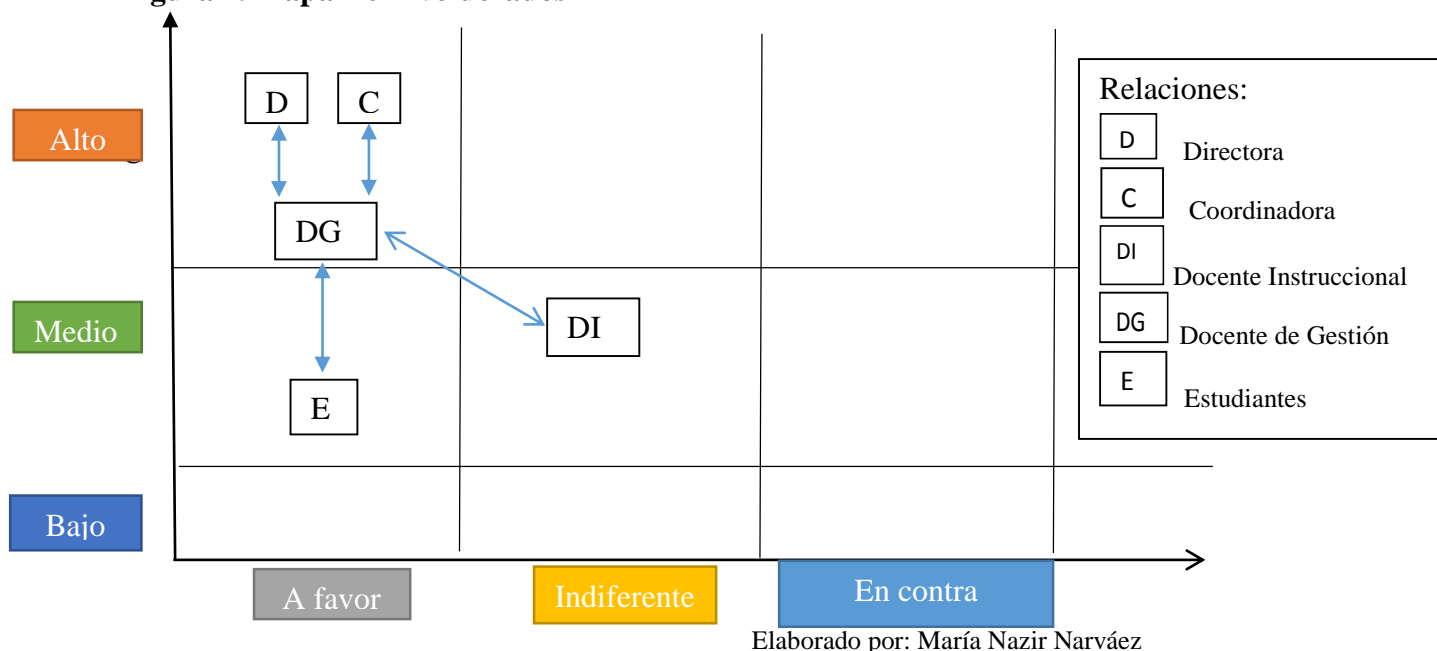 D
C
Alto
DG
Medio
DI
E
Bajo
A favor
Indiferente
En contra
Relaciones:
D Directora
C Coordinadora
DI Docente Instruccional
DG Docente de Gestión
E Estudiantes
Elaborado por: María Nazir Narváez